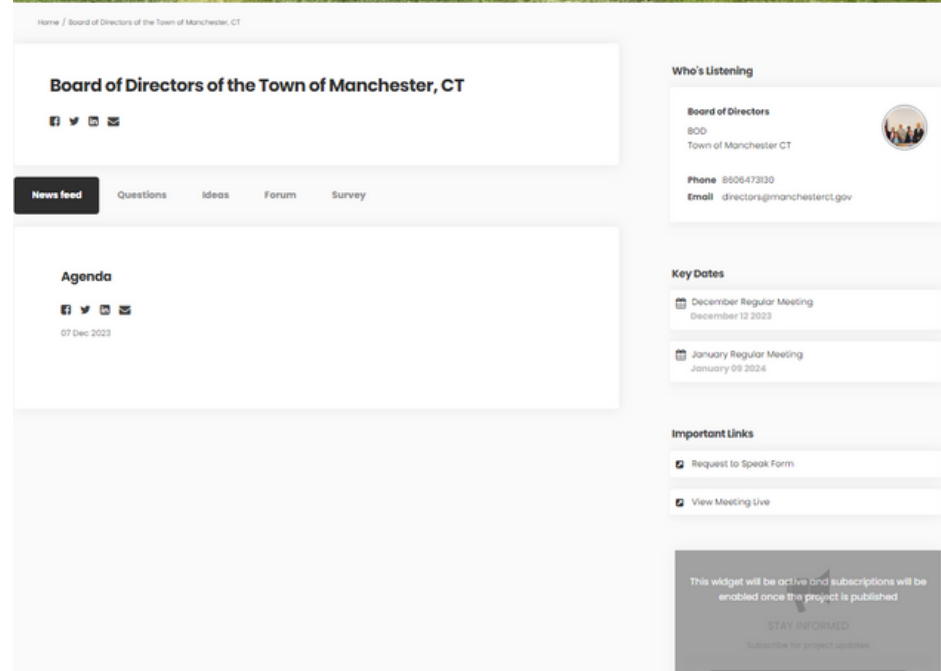 Home / Board of Directors of the Town of Manchester, CT
Board of Directors of the Town of Manchester, CT
News feed
Questions
Ideas
Forum
Survey
Agenda
07 Dec 2023
Who's Listening
Board of Directors
BOD
Town of Manchester CT
Phone 8606473130
Email directors@manchesterct.gov
Key Dates
December Regular Meeting
December 12 2023
January Regular Meeting
January 09 2024
Important Links
Request to Speak Form
View Meeting Live
This widget will be active and subscriptions will be
enabled once the project is published
STAY INFORMED
Subscribe for project updates